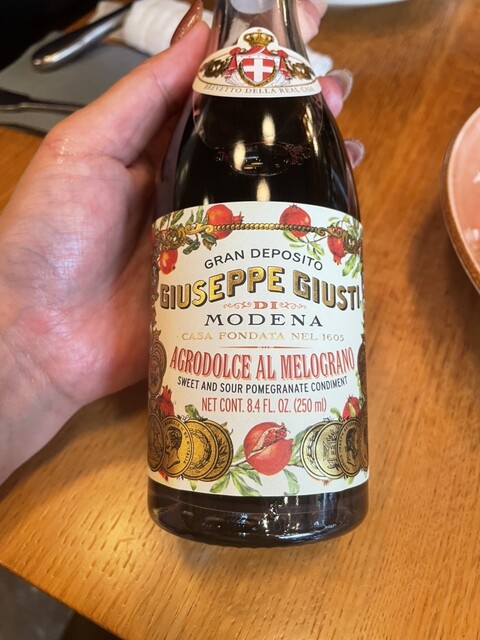 BREVETTO DELLA REAL CASA
GRAN DEPOSITO
GIUSEPPE GIUSTI
DI
MODENA
CASA FONDATA NEL 1605
AGRODOLCE AL MELOGRANO
SWEET AND SOUR POMEGRANATE CONDIMENT
NET CONT. 8.4 FL. OZ. (250 ml)